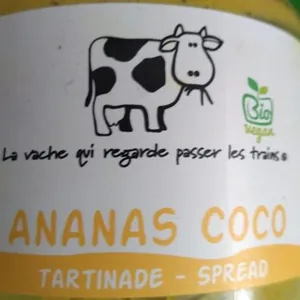 Bio
vegan
La vache qui regarde passer les trains®
ANANAS COCO
TARTINADE - SPREAD